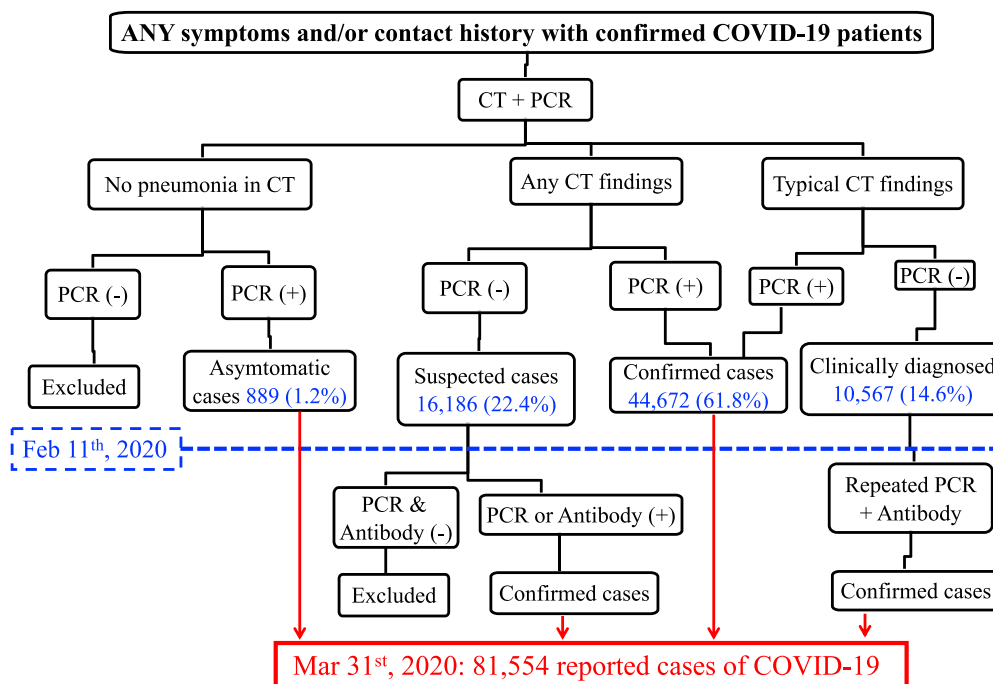 ANY symptoms and/or contact history with confirmed COVID-19 patients
CT + PCR
No pneumonia in CT
Any CT findings
Typical CT findings
PCR (-)
PCR (+)
PCR (-)
PCR (+)
PCR (+)
PCR (-)
Excluded
Asymtomatic
cases 889 (1.2%)
Suspected cases
16,186 (22.4%)
Confirmed cases
44,672 (61.8%)
Clinically diagnosed
10,567 (14.6%)
Feb 11th, 2020
PCR &
Antibody (-)
PCR or Antibody (+)
Repeated PCR
+ Antibody
Excluded
Confirmed cases
Confirmed cases
Mar 31st, 2020: 81,554 reported cases of COVID-19